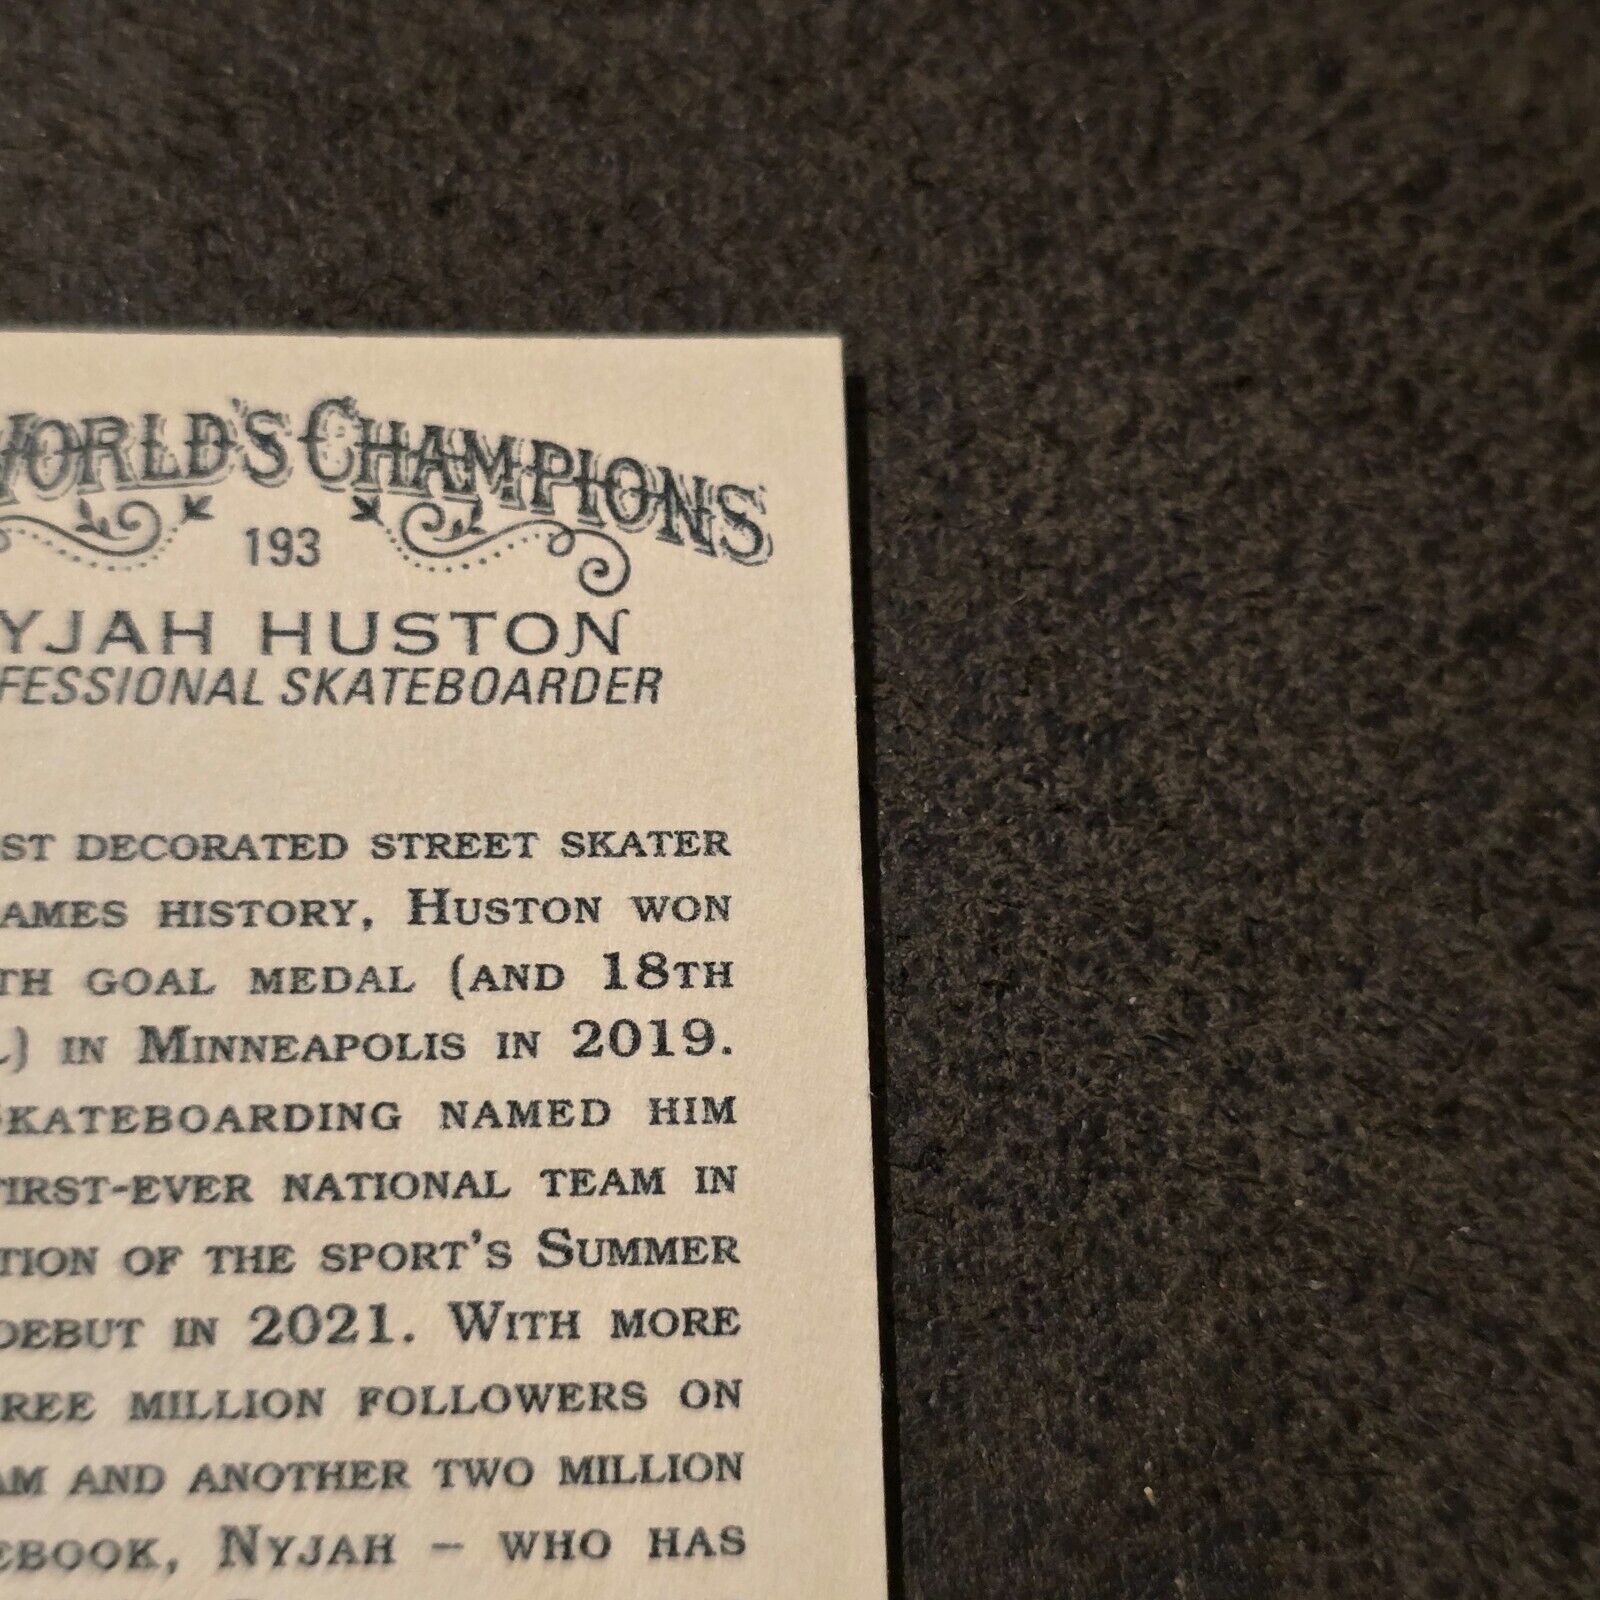 WORLD'S CHAMPIONS
193
YJAH HUSTON
FESSIONAL SKATEBOARDER
ST DECORATED STREET SKATER
AMES HISTORY, HUSTON WON
TH GOAL MEDAL (AND 18TH
L) IN MINNEAPOLIS IN 2019.
SKATEBOARDING NAMED HIM
FIRST-EVER NATIONAL TEAM IN
TION OF THE SPORT'S SUMMER
DEBUT IN 2021. WITH MORE
REE MILLION FOLLOWERS ON
AM AND ANOTHER TWO MILLION
EBOOK, NYJAH – WHO HAS